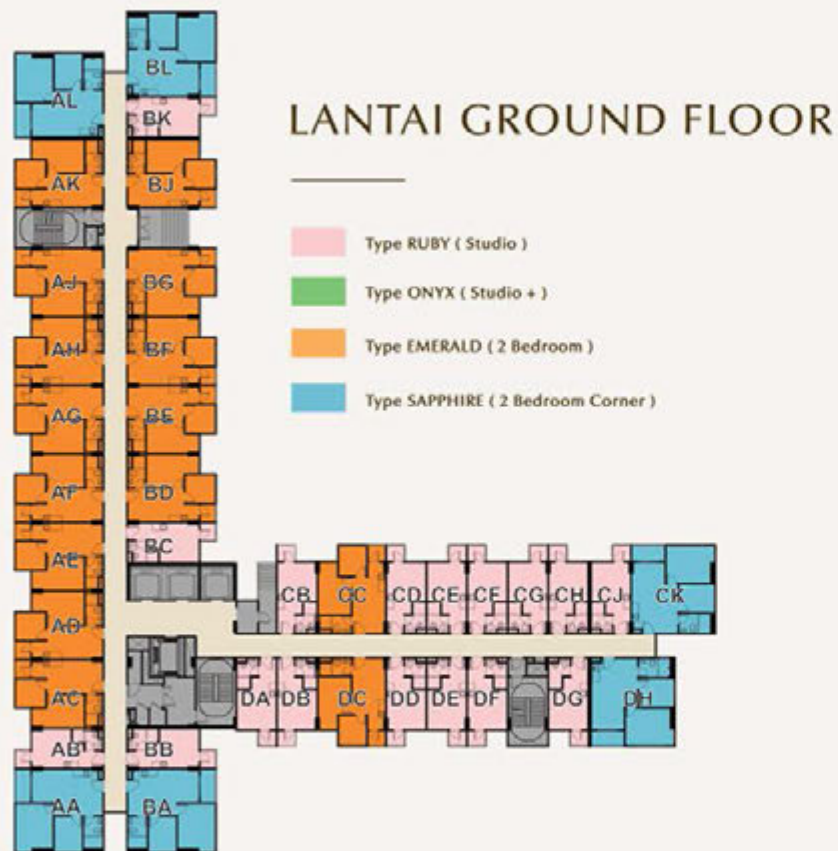 LANTAI GROUND FLOOR
Type RUBY ( Studio )
Type ONYX ( Studio + )
Type EMERALD ( 2 Bedroom )
Type SAPPHIRE ( 2 Bedroom Corner )
BL
AL
BK
AK BJ
AJ BG
AH BF
AG BE
AF BD
BC
AE
CB CC CD CE CF CG CH CJ CK
AD
AC DA DB DC DD DE DF DG DH
AB BB
AA BA